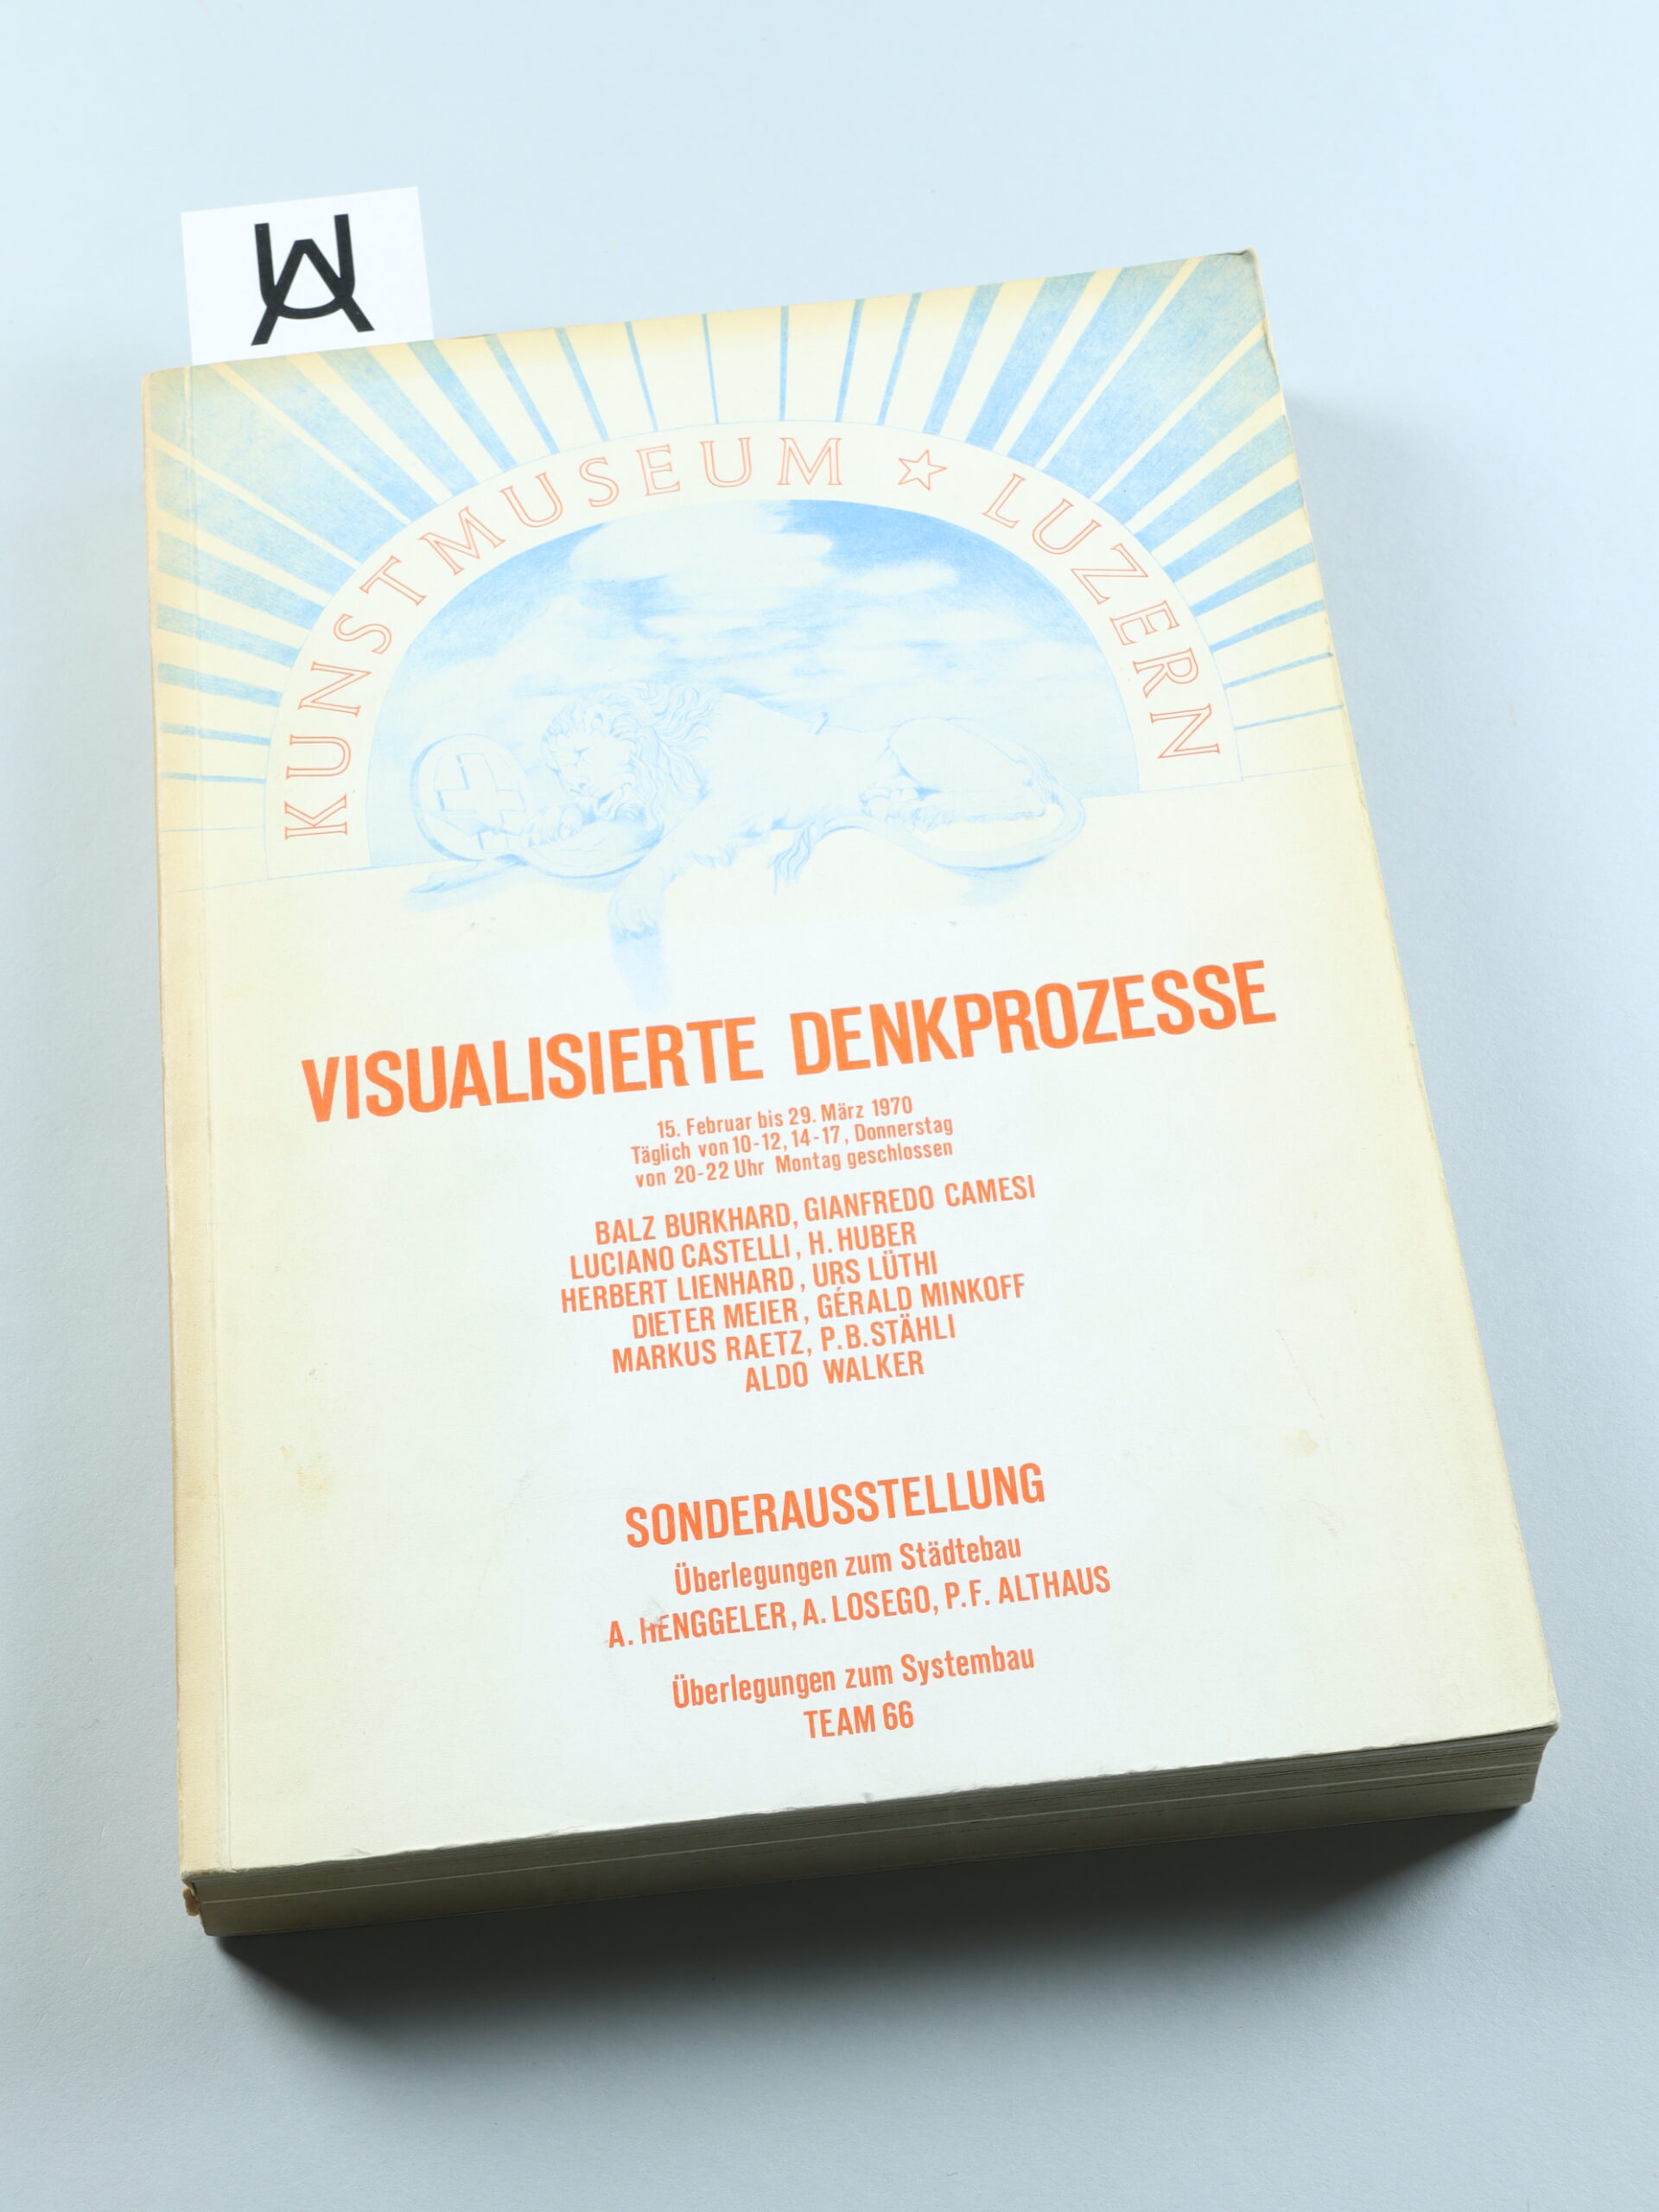 KUNSTMUSEUM ☆ LUZERN
VISUALISIERTE DENKPROZESSE
15. Februar bis 29. März 1970
Täglich von 10-12, 14-17, Donnerstag
von 20-22 Uhr Montag geschlossen
BALZ BURKHARD, GIANFREDO CAMESI
LUCIANO CASTELLI, H. HUBER
HERBERT LIENHARD, URS LÜTHI
DIETER MEIER, GÉRALD MINKOFF
MARKUS RAETZ, P.B. STÄHLI
ALDO WALKER
SONDERAUSSTELLUNG
Überlegungen zum Städtebau
A. HENGGELER, A. LOSEGO, P.F. ALTHAUS
Überlegungen zum Systembau
TEAM 66